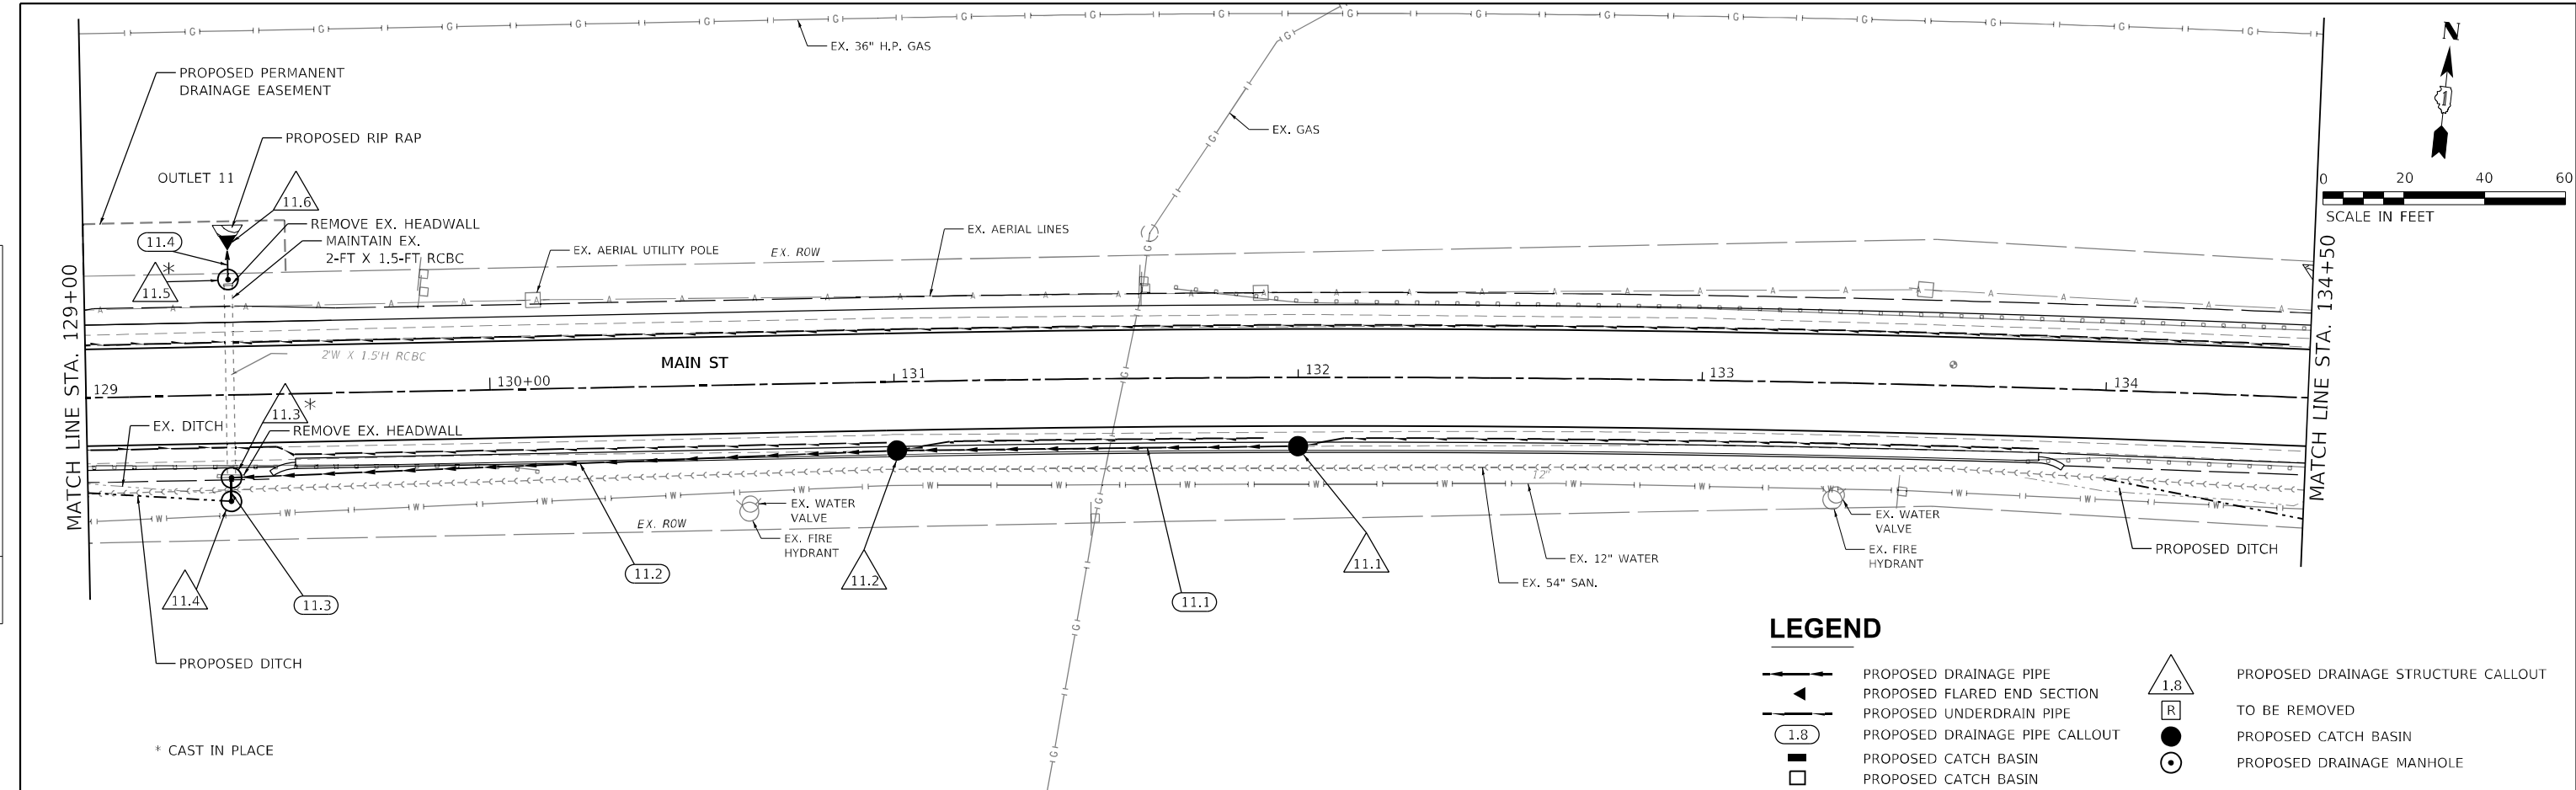 EX. 36" H.P. GAS
N
PROPOSED PERMANENT
DRAINAGE EASEMENT
PROPOSED RIP RAP
EX. GAS
0 20 40 60
SCALE IN FEET
OUTLET 11
11.6
REMOVE EX. HEADWALL
11.4
MAINTAIN EX.
2-FT X 1.5-FT RCBC
EX. AERIAL UTILITY POLE
EX. ROW
EX. AERIAL LINES
11.5 *
MATCH LINE STA. 129+00
MATCH LINE STA. 134+50
2'W X 1.5'H RCBC
MAIN ST
129
130+00
131
132
133
134
11.3 *
EX. DITCH
REMOVE EX. HEADWALL
12"
EX. ROW
EX. WATER
VALVE
EX. FIRE
HYDRANT
EX. WATER
VALVE
EX. FIRE
HYDRANT
PROPOSED DITCH
EX. 12" WATER
EX. 54" SAN.
11.4
11.3
11.2
11.2
11.1
11.1
PROPOSED DITCH
* CAST IN PLACE
LEGEND
PROPOSED DRAINAGE PIPE
PROPOSED FLARED END SECTION
PROPOSED UNDERDRAIN PIPE
1.8 PROPOSED DRAINAGE PIPE CALLOUT
PROPOSED CATCH BASIN
PROPOSED CATCH BASIN
1.8 PROPOSED DRAINAGE STRUCTURE CALLOUT
R TO BE REMOVED
PROPOSED CATCH BASIN
PROPOSED DRAINAGE MANHOLE